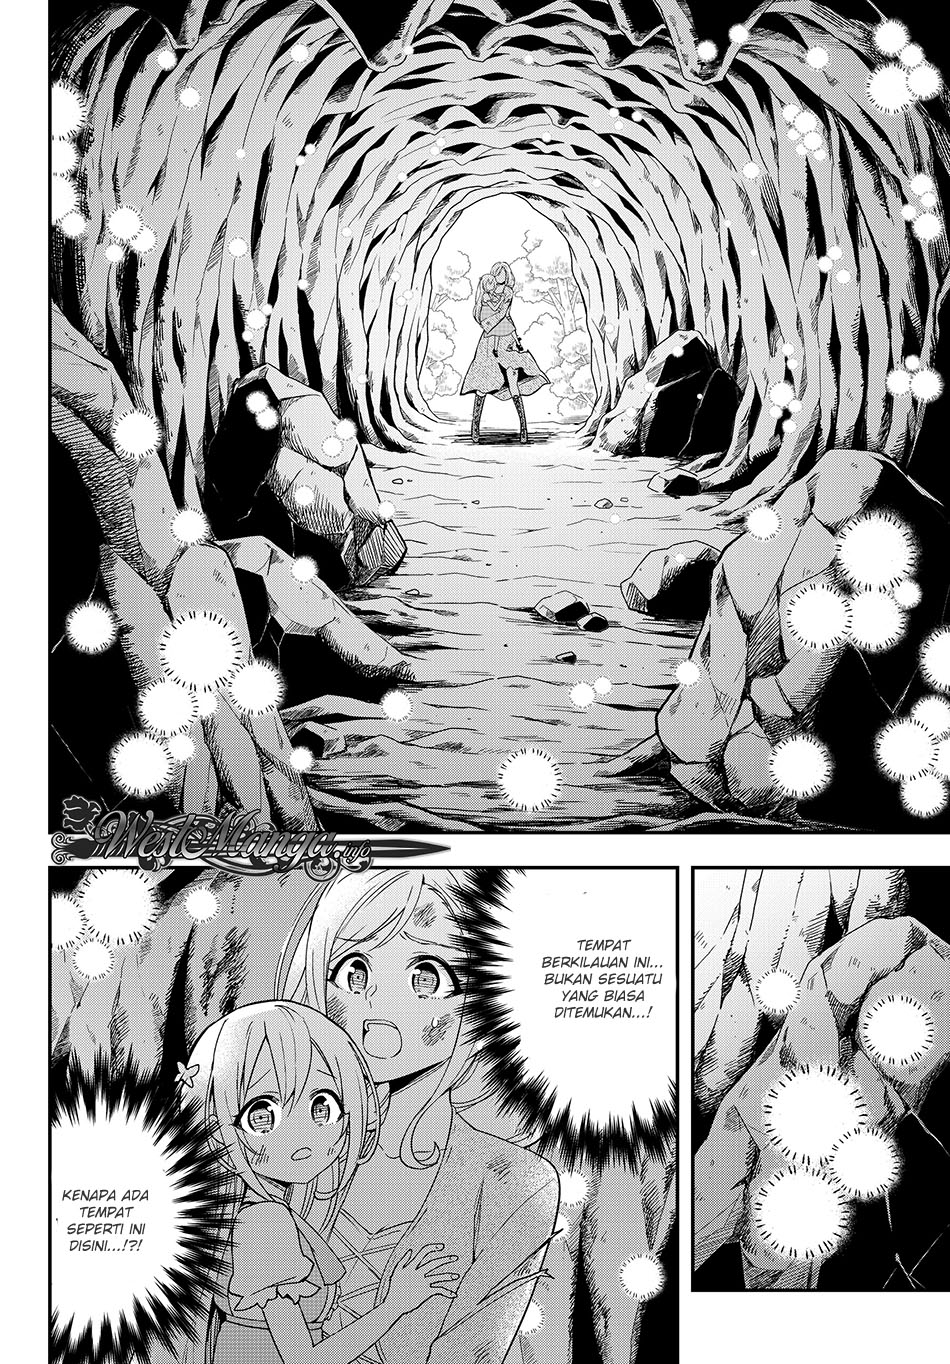 WestManga.info
TEMPAT
BERKILAUAN INI...
BUKAN SESUATU
YANG BIASA
DITEMUKAN...!
KENAPA ADA
TEMPAT
SEPERTI INI
DISINI...!?!